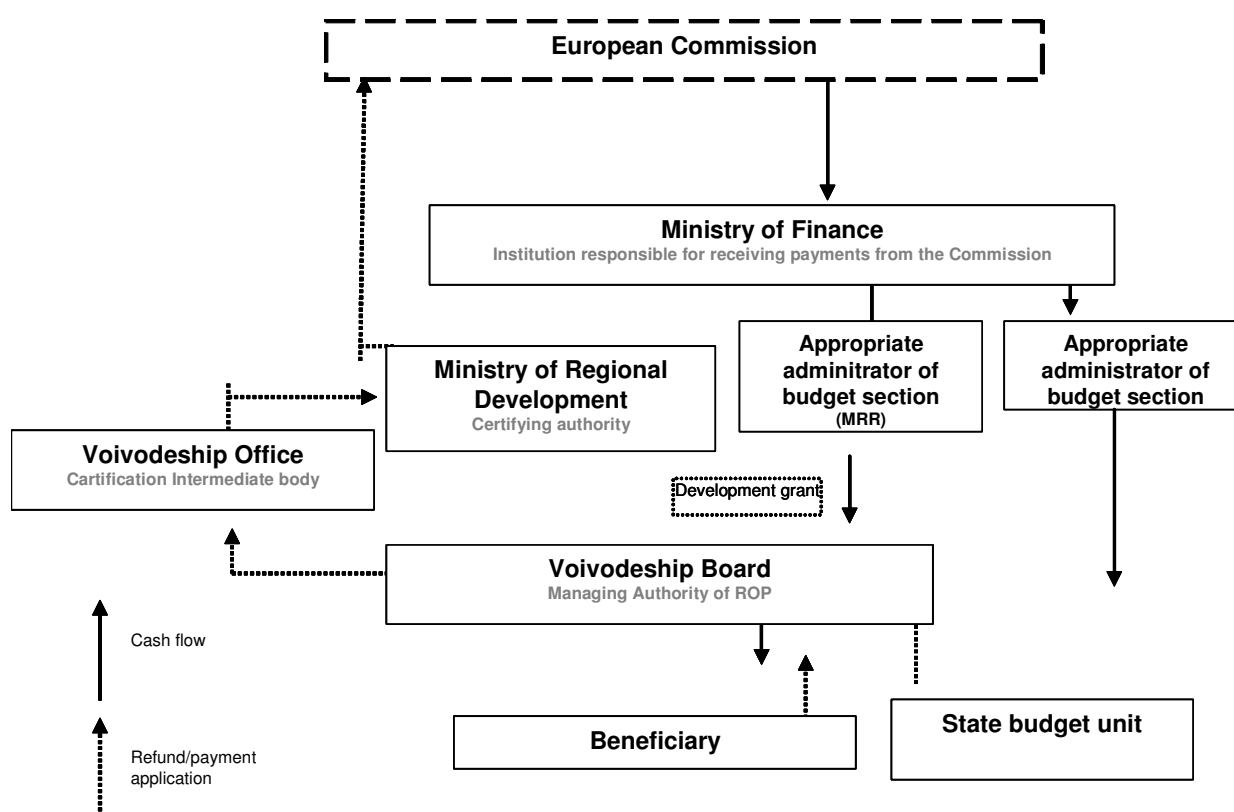 European Commission
Ministry of Finance
Institution responsible for receiving payments from the Commission
Appropriate
adminitrator of
budget section
(MRR)
Appropriate
administrator of
budget section
Ministry of Regional
Development
Certifying authority
Voivodeship Office
Cartification Intermediate body
Development grant
Voivodeship Board
Managing Authority of ROP
Cash flow
Beneficiary
State budget unit
Refund/payment
application